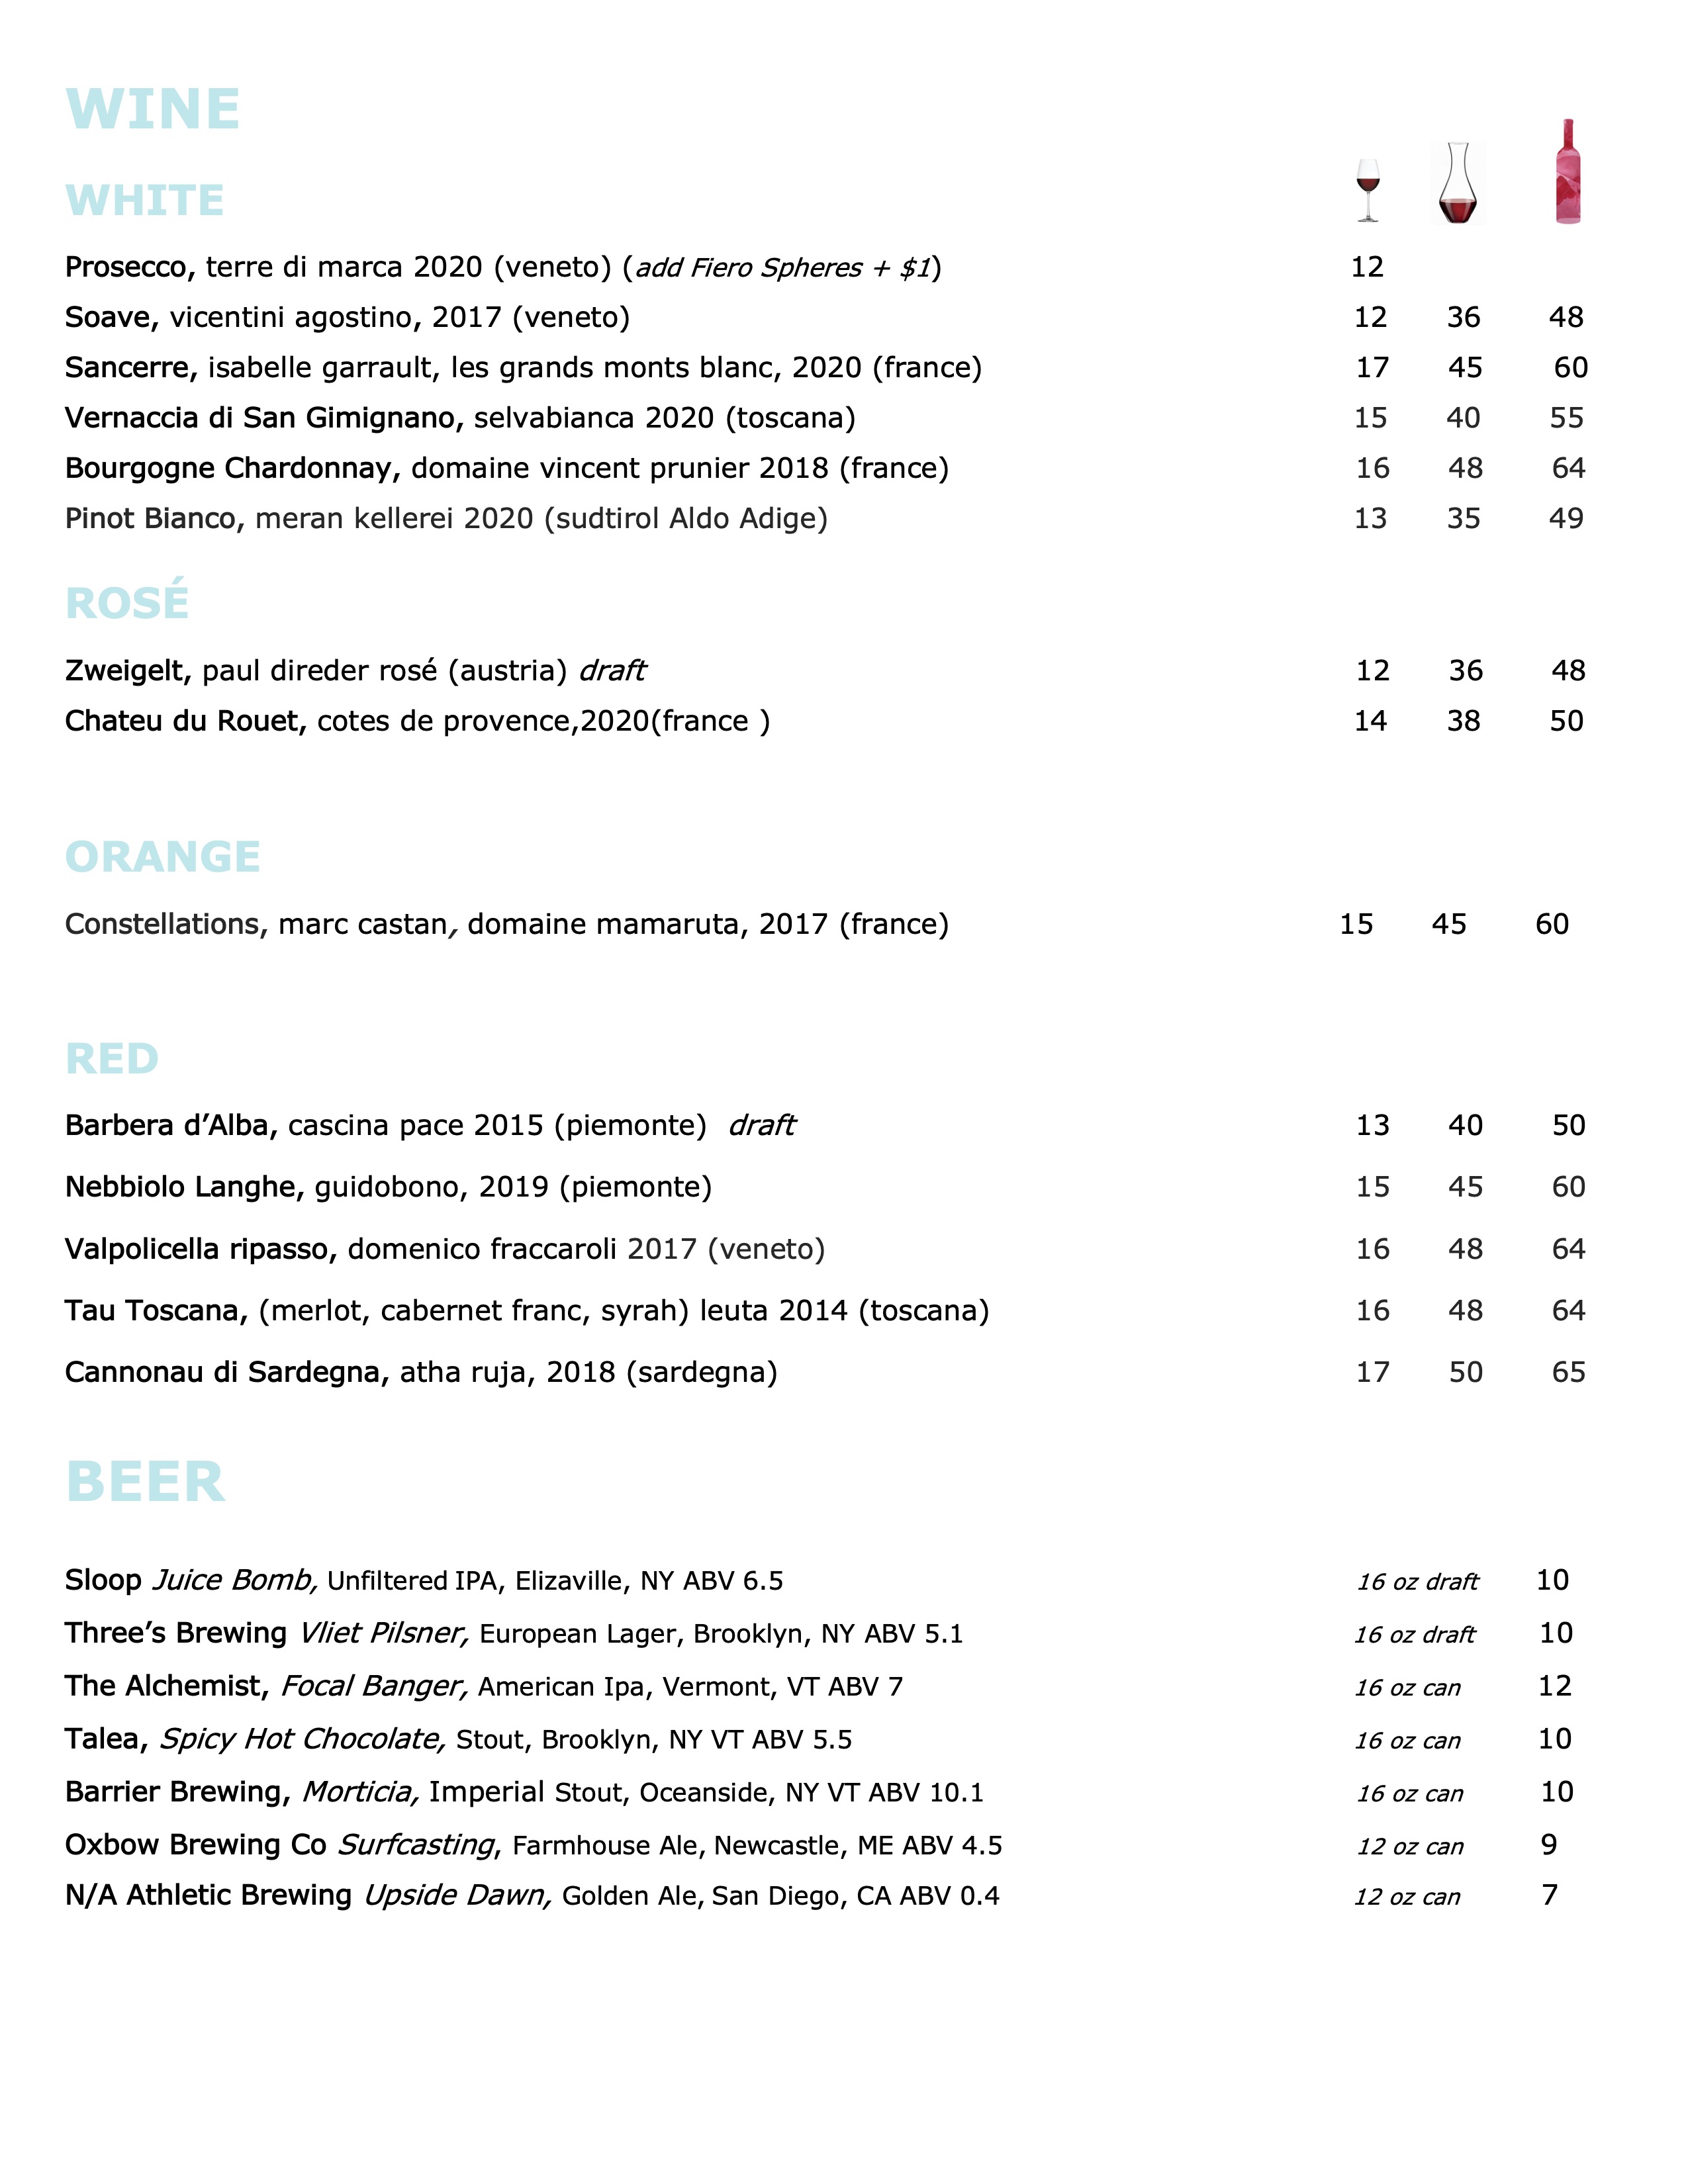 WINE
WHITE
Prosecco, terre di marca 2020 (veneto) (add Fiero Spheres + $1) 12
Soave, vicentini agostino, 2017 (veneto) 12 36 48
Sancerre, isabelle garrault, les grands monts blanc, 2020 (france) 17 45 60
Vernaccia di San Gimignano, selvabianca 2020 (toscana) 15 40 55
Bourgogne Chardonnay, domaine vincent prunier 2018 (france) 16 48 64
Pinot Bianco, meran kellerei 2020 (sudtirol Aldo Adige) 13 35 49
ROSÉ
Zweigelt, paul direder rosé (austria) draft 12 36 48
Chateu du Rouet, cotes de provence,2020(france ) 14 38 50
ORANGE
Constellations, marc castan, domaine mamaruta, 2017 (france) 15 45 60
RED
Barbera d’Alba, cascina pace 2015 (piemonte) draft 13 40 50
Nebbiolo Langhe, guidobono, 2019 (piemonte) 15 45 60
Valpolicella ripasso, domenico fraccaroli 2017 (veneto) 16 48 64
Tau Toscana, (merlot, cabernet franc, syrah) leuta 2014 (toscana) 16 48 64
Cannonau di Sardegna, atha ruja, 2018 (sardegna) 17 50 65
BEER
Sloop Juice Bomb, Unfiltered IPA, Elizaville, NY ABV 6.5 16 oz draft 10
Three’s Brewing Vliet Pilsner, European Lager, Brooklyn, NY ABV 5.1 16 oz draft 10
The Alchemist, Focal Banger, American Ipa, Vermont, VT ABV 7 16 oz can 12
Talea, Spicy Hot Chocolate, Stout, Brooklyn, NY VT ABV 5.5 16 oz can 10
Barrier Brewing, Morticia, Imperial Stout, Oceanside, NY VT ABV 10.1 16 oz can 10
Oxbow Brewing Co Surfcasting, Farmhouse Ale, Newcastle, ME ABV 4.5 12 oz can 9
N/A Athletic Brewing Upside Dawn, Golden Ale, San Diego, CA ABV 0.4 12 oz can 7